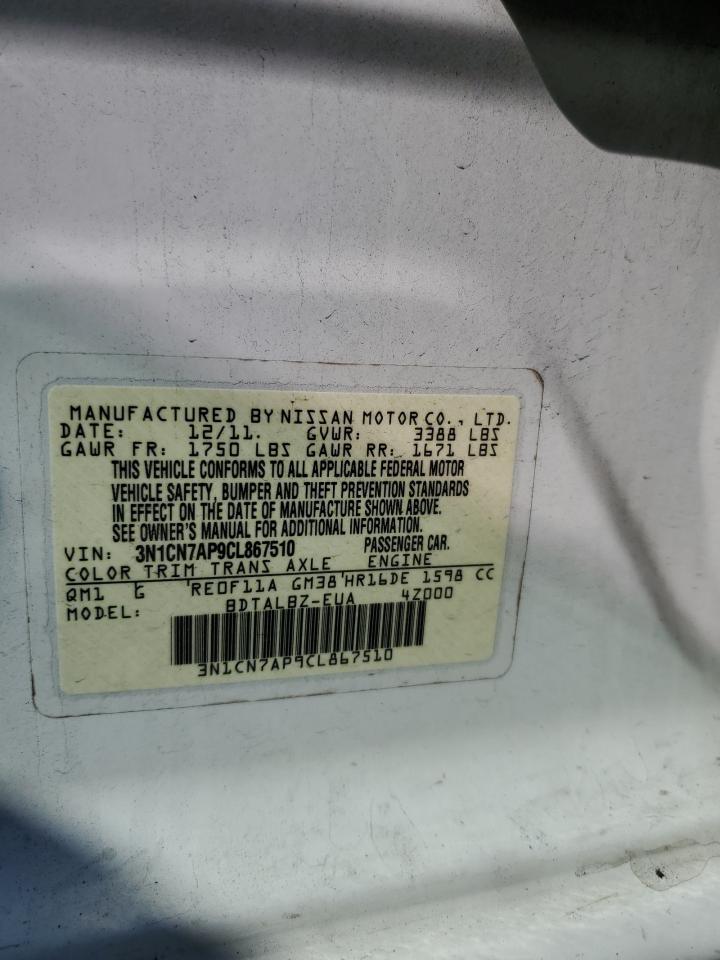 MANUFACTURED BY NISSAN MOTOR CO., LTD.
DATE: 12/11. GVWR: 3388 LBS
GAWR FR: 1750 LBS GAWR RR: 1671 LBS
THIS VEHICLE CONFORMS TO ALL APPLICABLE FEDERAL MOTOR
VEHICLE SAFETY, BUMPER AND THEFT PREVENTION STANDARDS
IN EFFECT ON THE DATE OF MANUFACTURE SHOWN ABOVE.
SEE OWNER'S MANUAL FOR ADDITIONAL INFORMATION.
VIN: 3N1CN7AP9CL867510 PASSENGER CAR.
COLOR TRIM TRANS AXLE ENGINE
QM1 G RE0F11A GM38 HR16DE 1598 CC
MODEL: BDTALBZ-EUA 4Z000
3N1CN7AP9CL867510